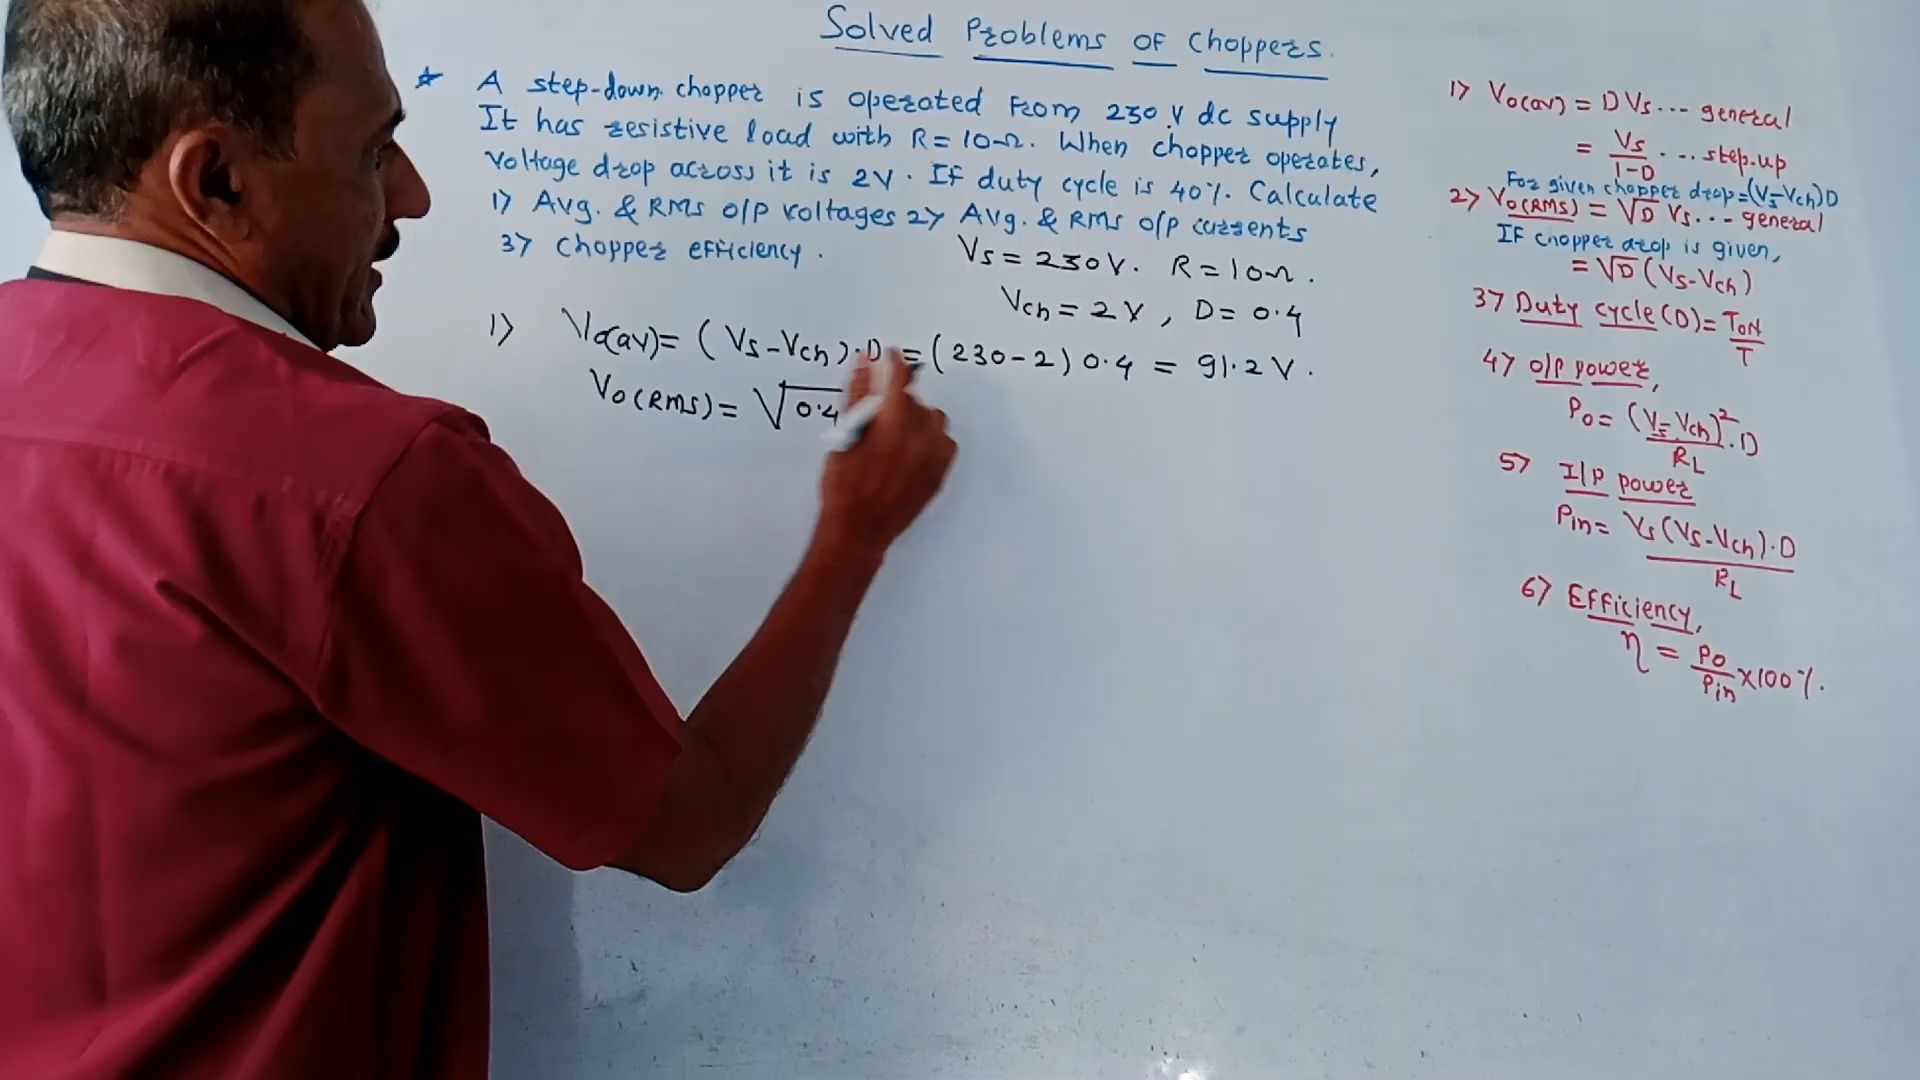 Solved Problems OF Choppers.
* A step-down chopper is operated From 230 V dc supply
It has resistive load with R=10Ω. When chopper operates,
voltage drop across it is 2V. IF duty cycle is 40%. Calculate
1) Avg. & RMS o/p voltages 2) Avg. & RMS o/p currents
3) Chopper efficiency.
Vs = 230V. R = 10Ω.
Vch = 2V, D = 0.4
1) Vo(av) = (Vs-Vch).D = (230-2) 0.4 = 91.2 V.
Vo(RMS) = √0.4
1) Vo(av) = D Vs... general
= Vs/1-D ... step-up
For given chopper drop=(Vs-Vch)D
2) Vo(RMS) = √D Vs... general
IF chopper drop is given,
= √D (Vs-Vch)
3) Duty cycle(D) = TON/T
4) O/P power,
Po = (Vs-Vch)²/RL .D
5) I/P power
Pin = Vs(Vs-Vch).D/RL
6) Efficiency,
η = Po/Pin X100%.